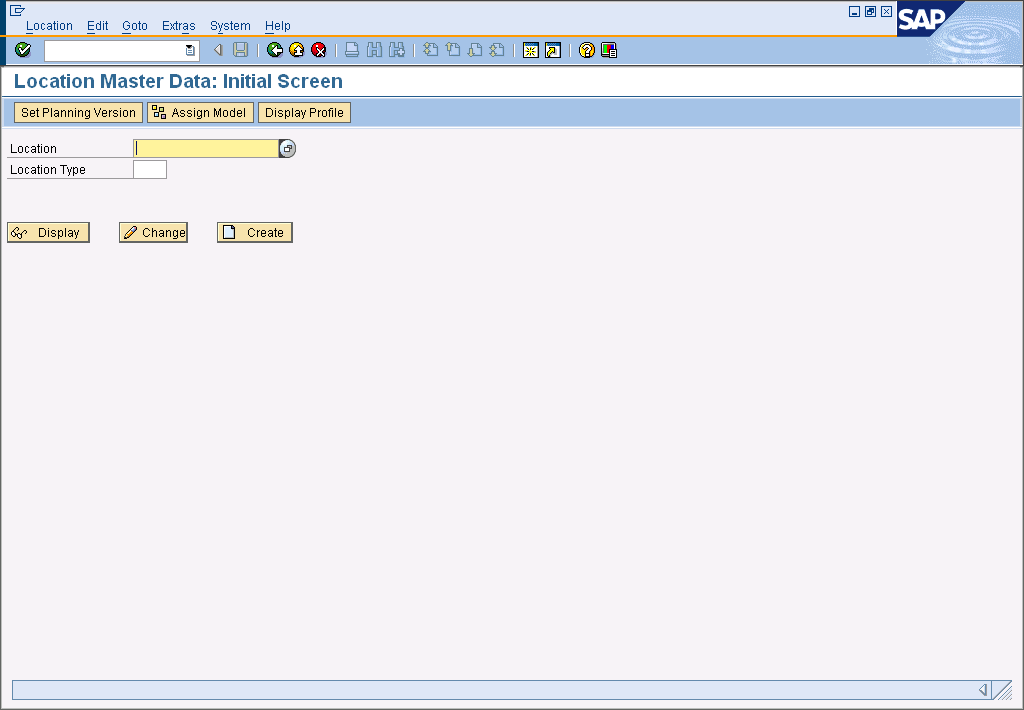 Location Edit Goto Extras System Help
SAP
Location Master Data: Initial Screen
Set Planning Version Assign Model Display Profile
Location
Location Type
Display Change Create